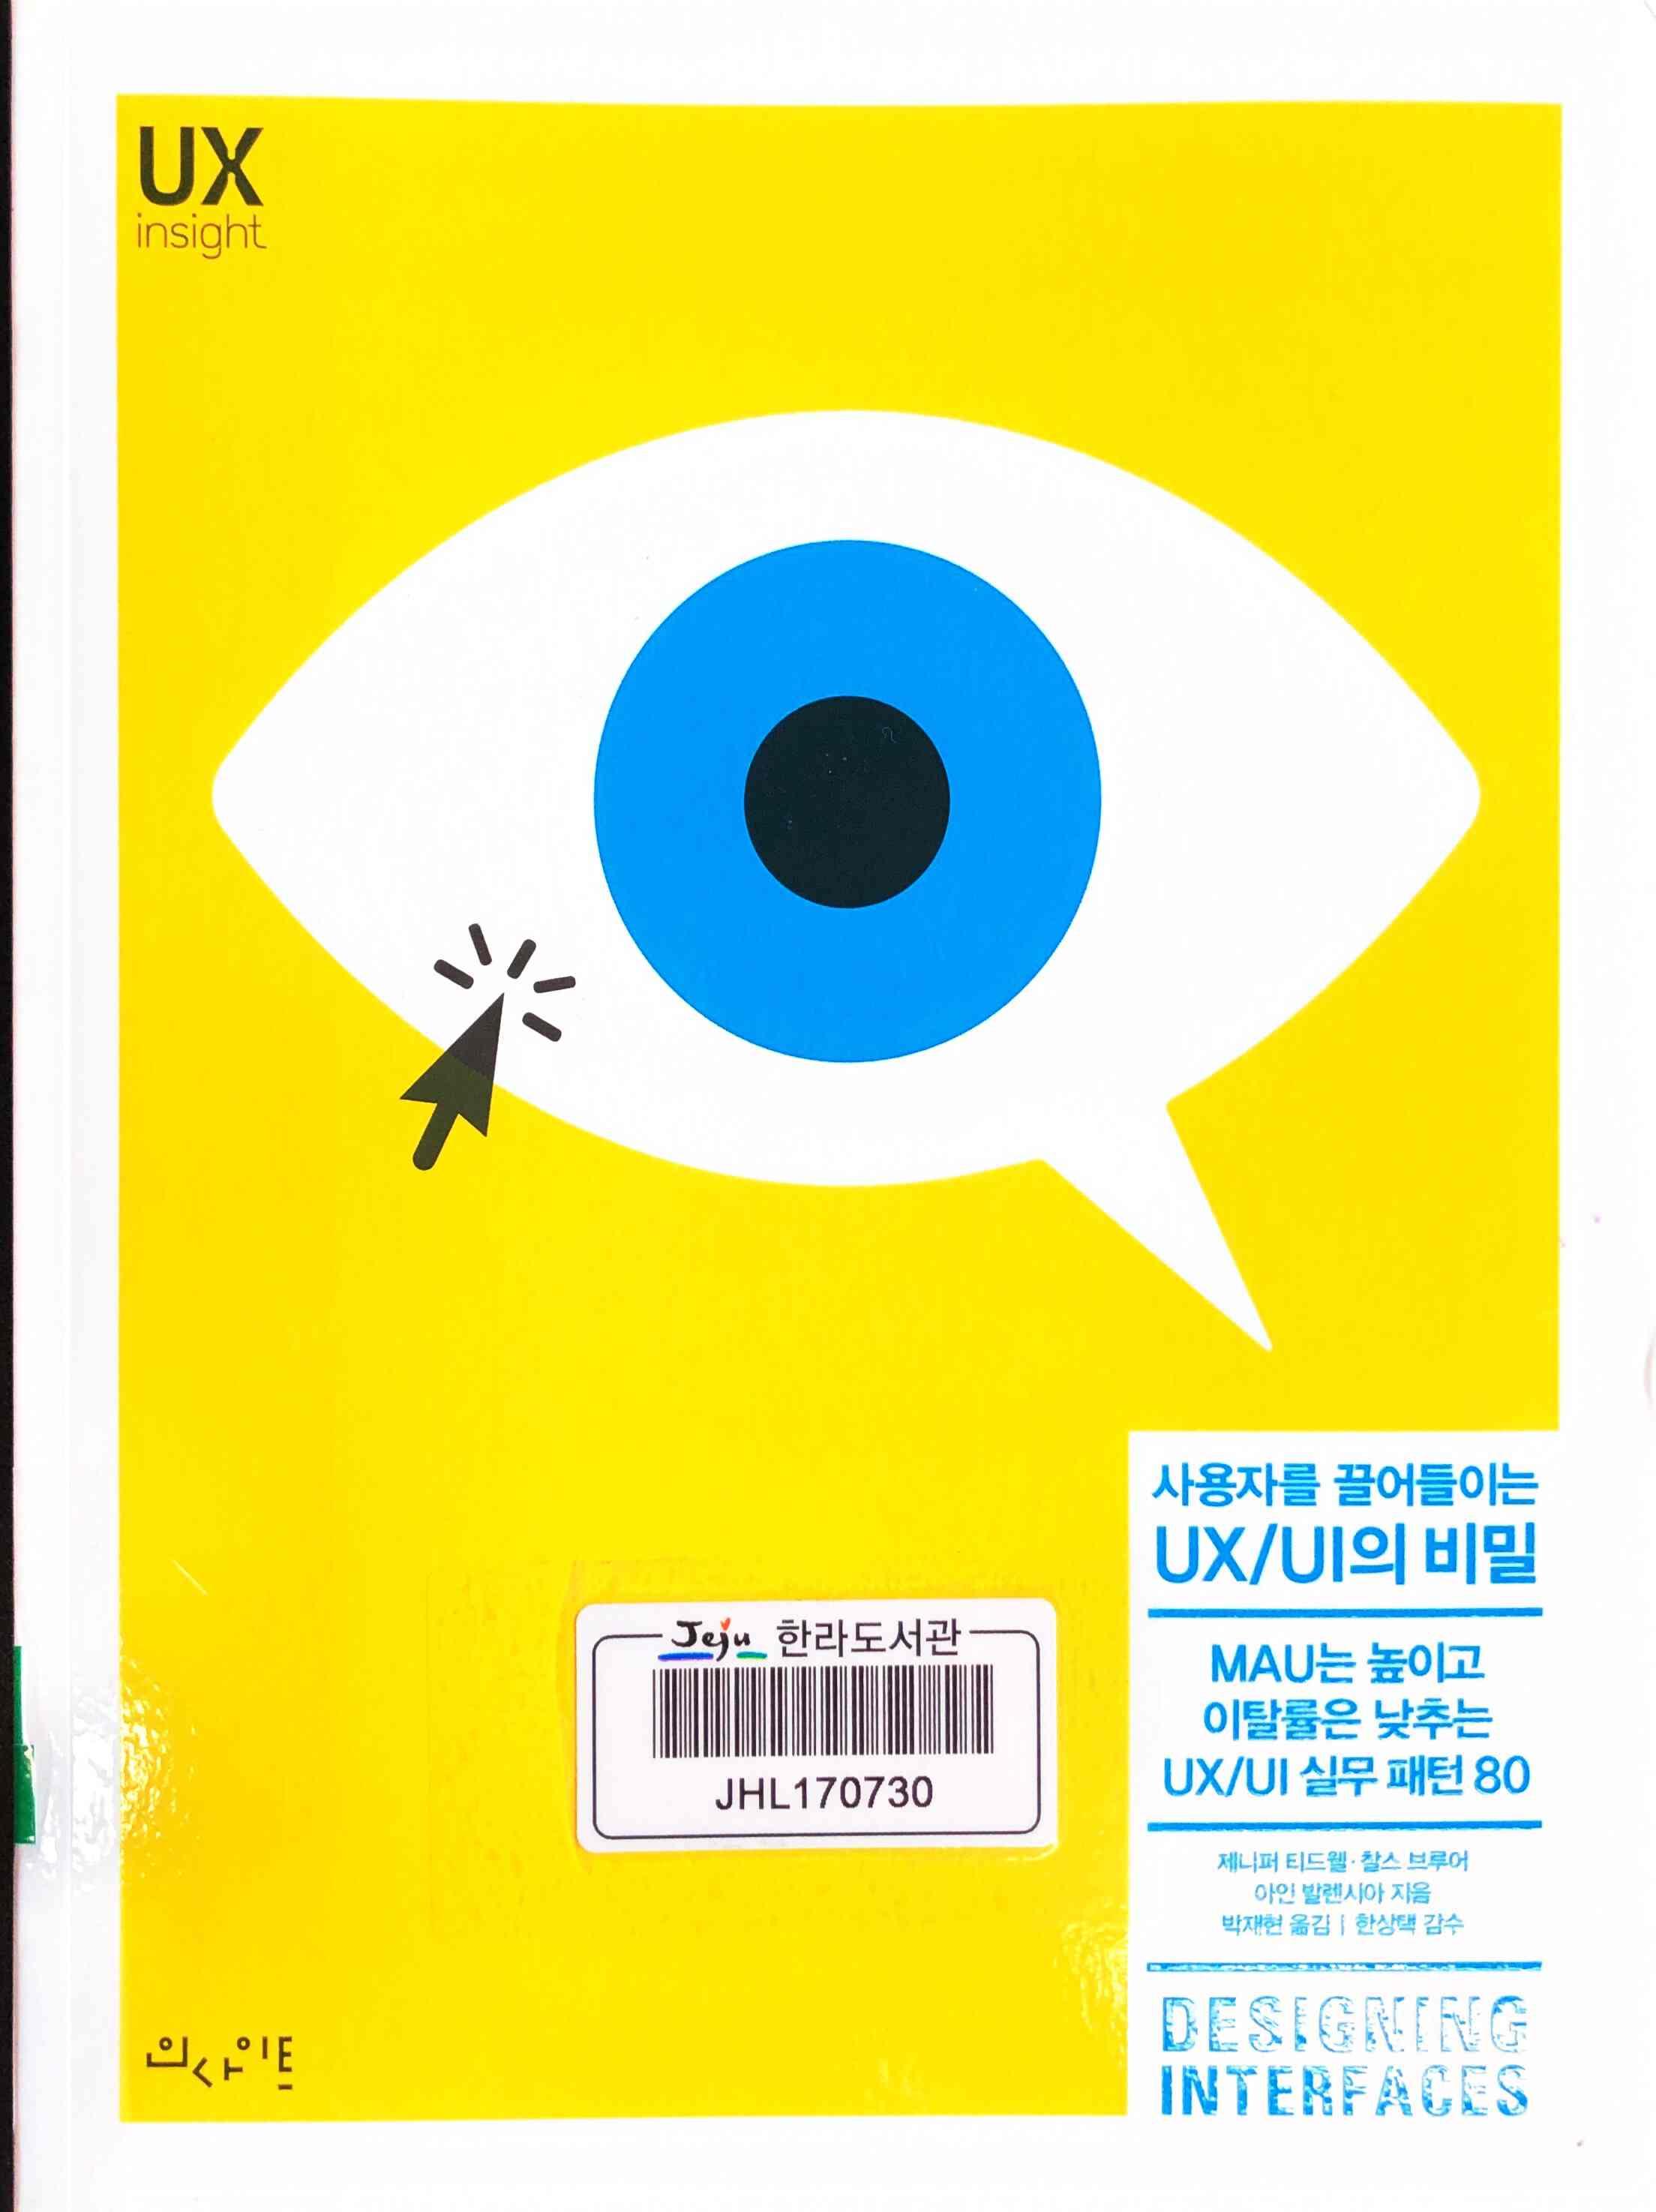 UX
insight
사용자를 끌어들이는
UX/UI의 비밀
MAU는 높이고
이탈률은 낮추는
UX/UI 실무 패턴 80
제니퍼 티드웰·찰스 브루어
아인 발렌시아 지음
박재현 옮김 | 한상택 감수
DESIGNING
INTERFACES
Jeju 한라도서관
JHL170730
인사이트